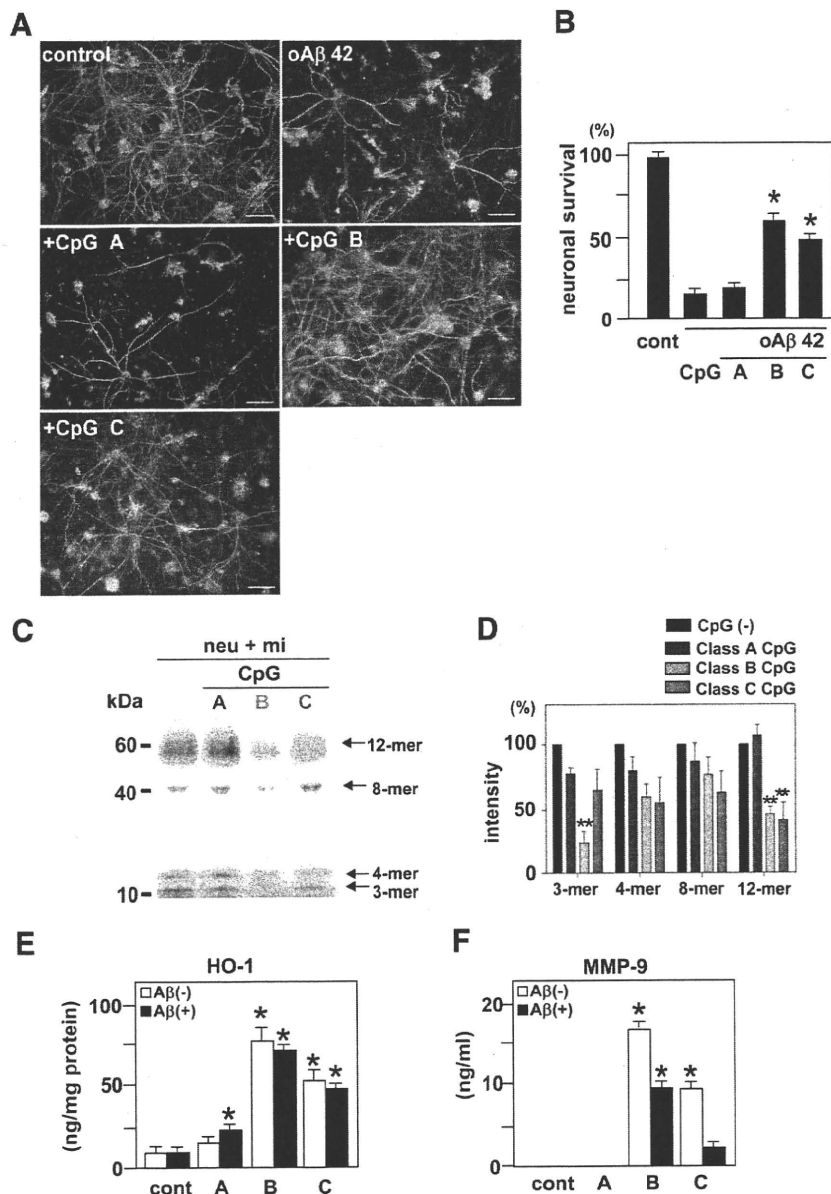 A
control
oAβ 42
+CpG A
+CpG B
+CpG C
B
(%)
100
50
0
neuronal survival
cont
oAβ 42
CpG A B C
* *
C
neu + mi
CpG
kDa
A B C
60
12-mer
40
8-mer
4-mer
10
3-mer
D
CpG (-)
Class A CpG
Class B CpG
Class C CpG
(%)
100
50
0
intensity
** ** **
3-mer 4-mer 8-mer 12-mer
E
HO-1
Aβ(-)
Aβ(+)
100
50
0
(ng/mg protein)
* * * * *
cont A B C
F
MMP-9
Aβ(-)
Aβ(+)
20
10
0
(ng/ml)
* * *
cont A B C